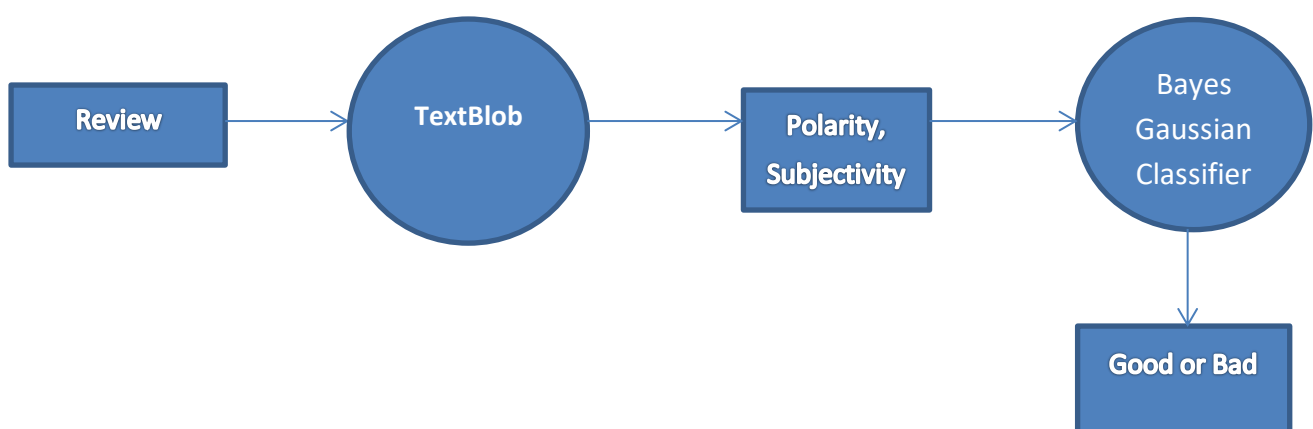 Review
TextBlob
Polarity,
Subjectivity
Bayes
Gaussian
Classifier
Good or Bad